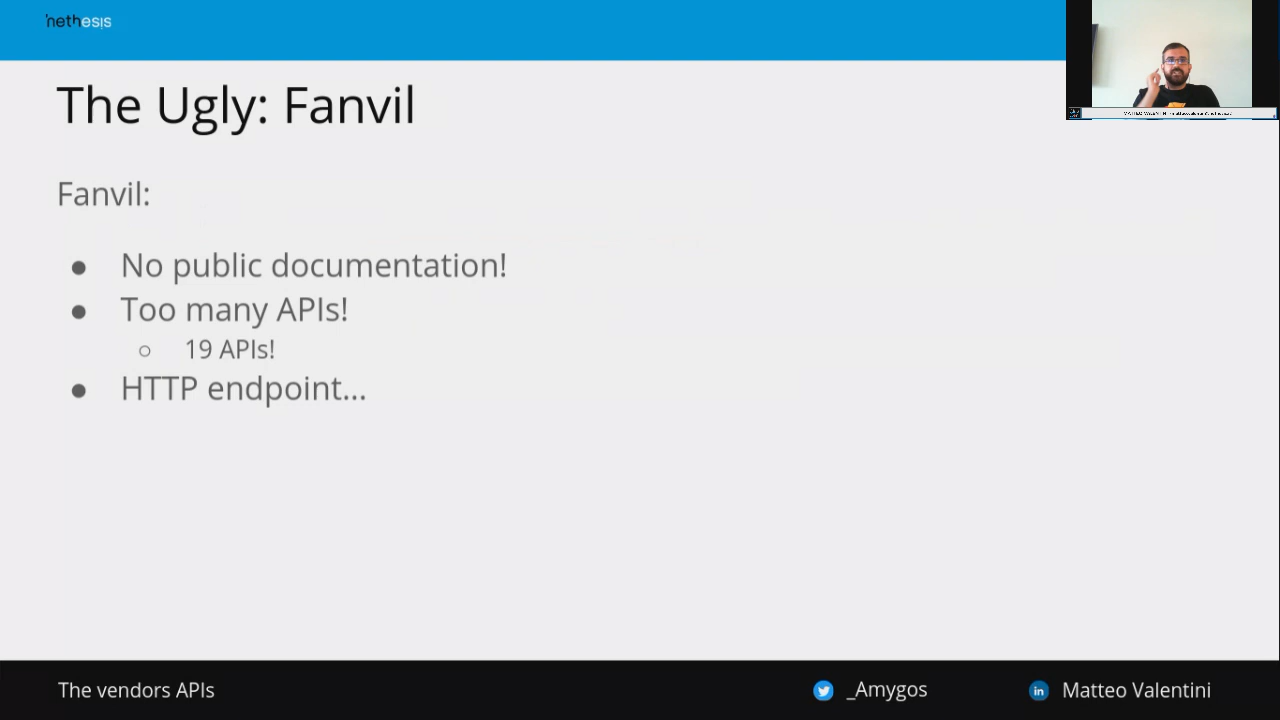 nethesis
The Ugly: Fanvil
Fanvil:
● No public documentation!
● Too many APIs!
○ 19 APIs!
● HTTP endpoint...
The vendors APIs
_Amygos
in
Matteo Valentini